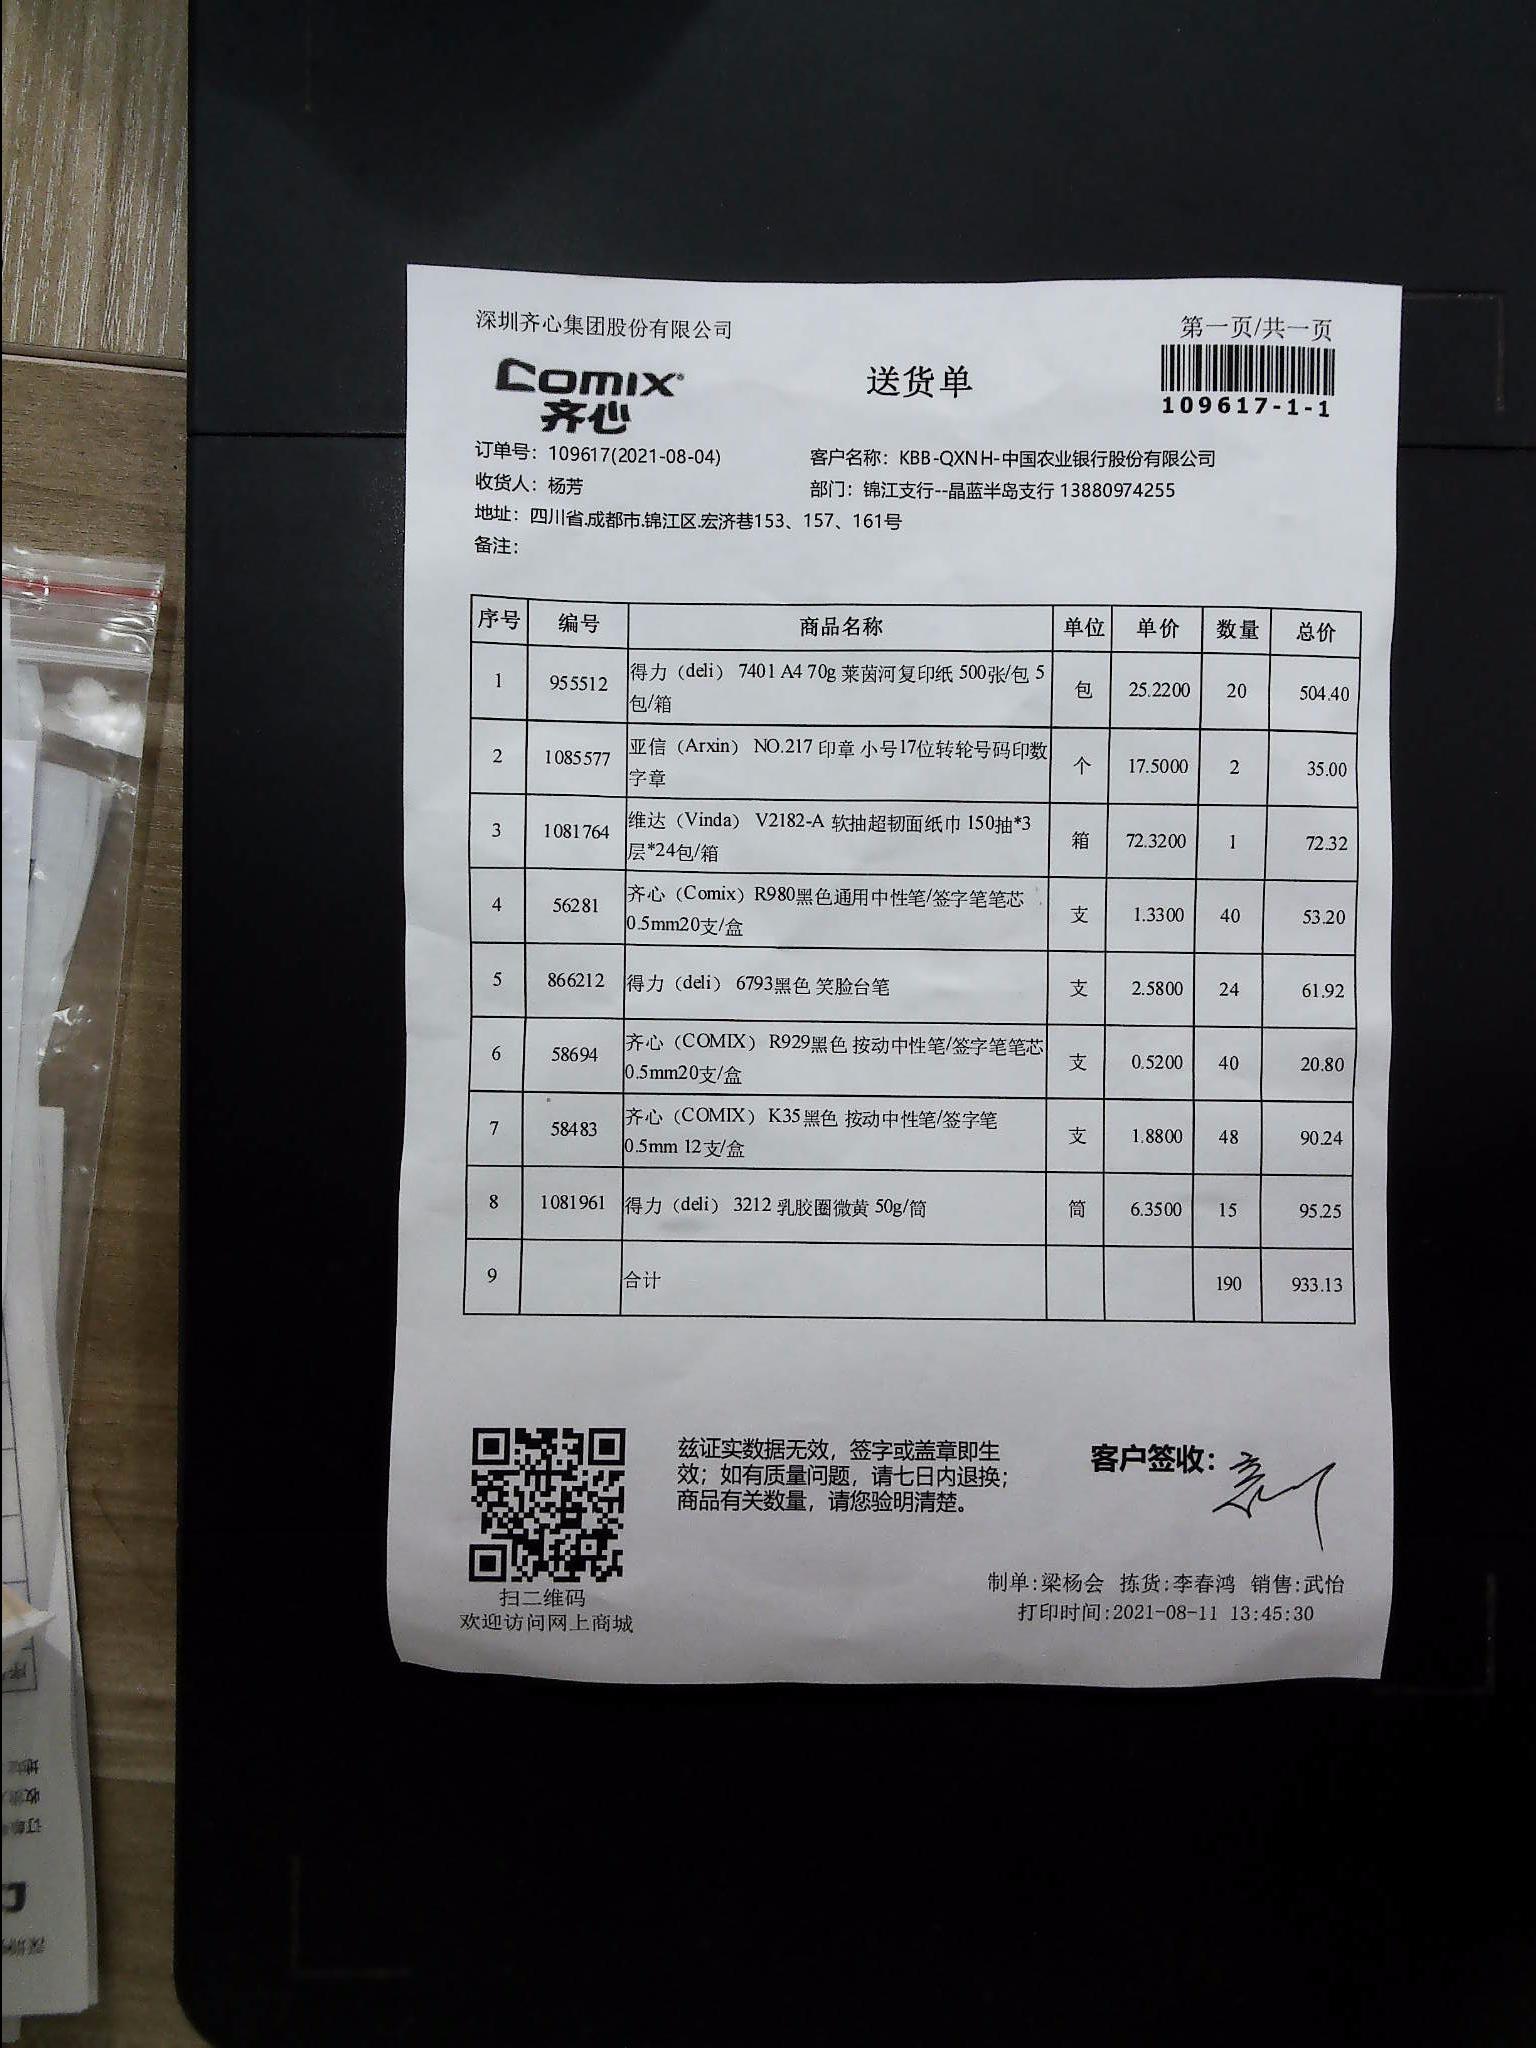 深圳齐心集团股份有限公司
第一页/共一页
COMIX
齐心
送货单
109617-1-1
订单号：109617(2021-08-04)
客户名称：KBB-QXNH-中国农业银行股份有限公司
收货人：杨芳
部门：锦江支行--晶蓝半岛支行 13880974255
地址：四川省.成都市.锦江区.宏济巷153、157、161号
备注：
序号 编号 商品名称 单位 单价 数量 总价
1 955512 得力（deli） 7401 A4 70g 莱茵河复印纸 500张/包 5 包 25.2200 20 504.40
包/箱
2 1085577 亚信（Arxin） NO.217 印章 小号17位转轮号码印数 个 17.5000 2 35.00
字章
3 1081764 维达（Vinda） V2182-A 软抽超韧面纸巾 150抽*3 箱 72.3200 1 72.32
层*24包/箱
4 56281 齐心（Comix）R980黑色通用中性笔/签字笔笔芯 支 1.3300 40 53.20
0.5mm20支/盒
5 866212 得力（deli） 6793黑色 笑脸台笔 支 2.5800 24 61.92
6 58694 齐心（COMIX） R929黑色 按动中性笔/签字笔笔芯 支 0.5200 40 20.80
0.5mm20支/盒
7 58483 齐心（COMIX） K35黑色 按动中性笔/签字笔 支 1.8800 48 90.24
0.5mm 12支/盒
8 1081961 得力（deli） 3212 乳胶圈微黄 50g/筒 筒 6.3500 15 95.25
9 合计 190 933.13
兹证实数据无效，签字或盖章即生
效；如有质量问题，请七日内退换；
商品有关数量，请您验明清楚。
客户签收：
扫二维码
欢迎访问网上商城
制单:梁杨会 拣货:李春鸿 销售:武怡
打印时间:2021-08-11 13:45:30